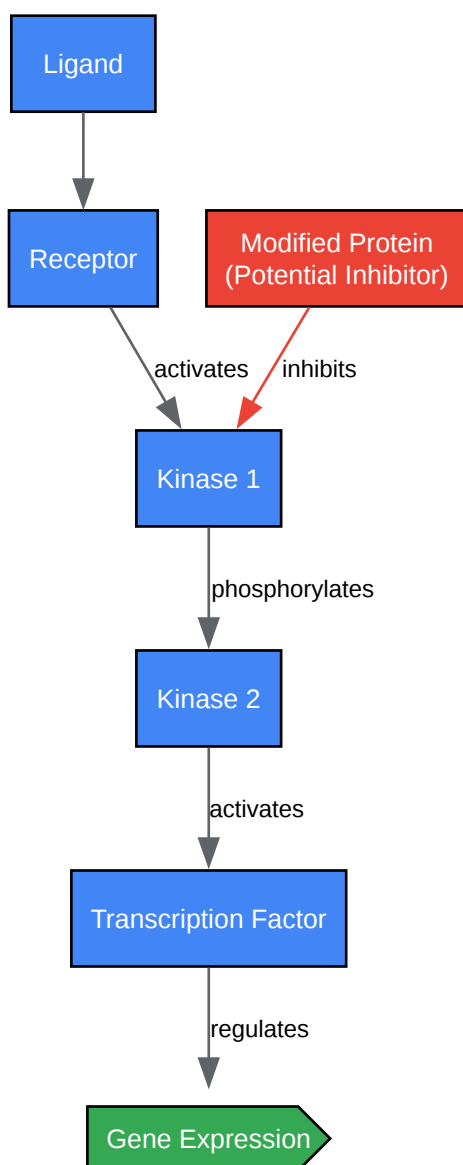 Ligand
Receptor
Modified Protein
(Potential Inhibitor)
activates
inhibits
Kinase 1
phosphorylates
Kinase 2
activates
Transcription Factor
regulates
Gene Expression